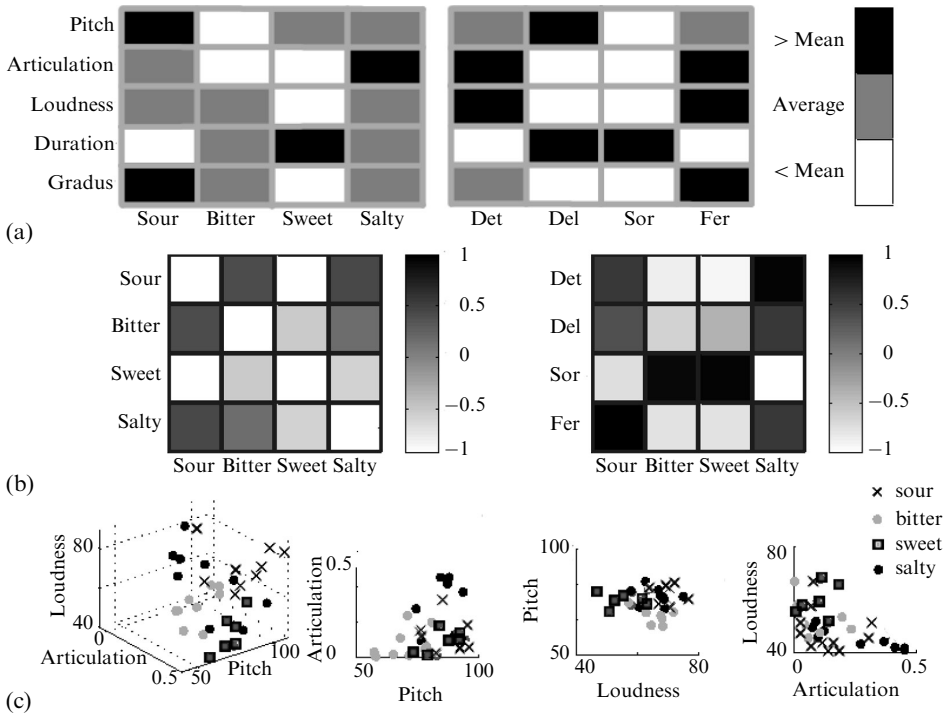 Pitch
Articulation
Loudness
Duration
Gradus
Sour Bitter Sweet Salty
Det Del Sor Fer
> Mean
Average
< Mean
(a)
Sour
Bitter
Sweet
Salty
1
0.5
0
−0.5
−1
Sour Bitter Sweet Salty
Det
Del
Sor
Fer
1
0.5
0
−0.5
−1
Sour Bitter Sweet Salty
(b)
Loudness
80
40
0
Articulation
0.5
50
Pitch
100
Articulation
0.5
0
50
100
Pitch
Pitch
100
50
40
80
Loudness
Loudness
80
40
0
0.5
Articulation
sour
bitter
sweet
salty
(c)